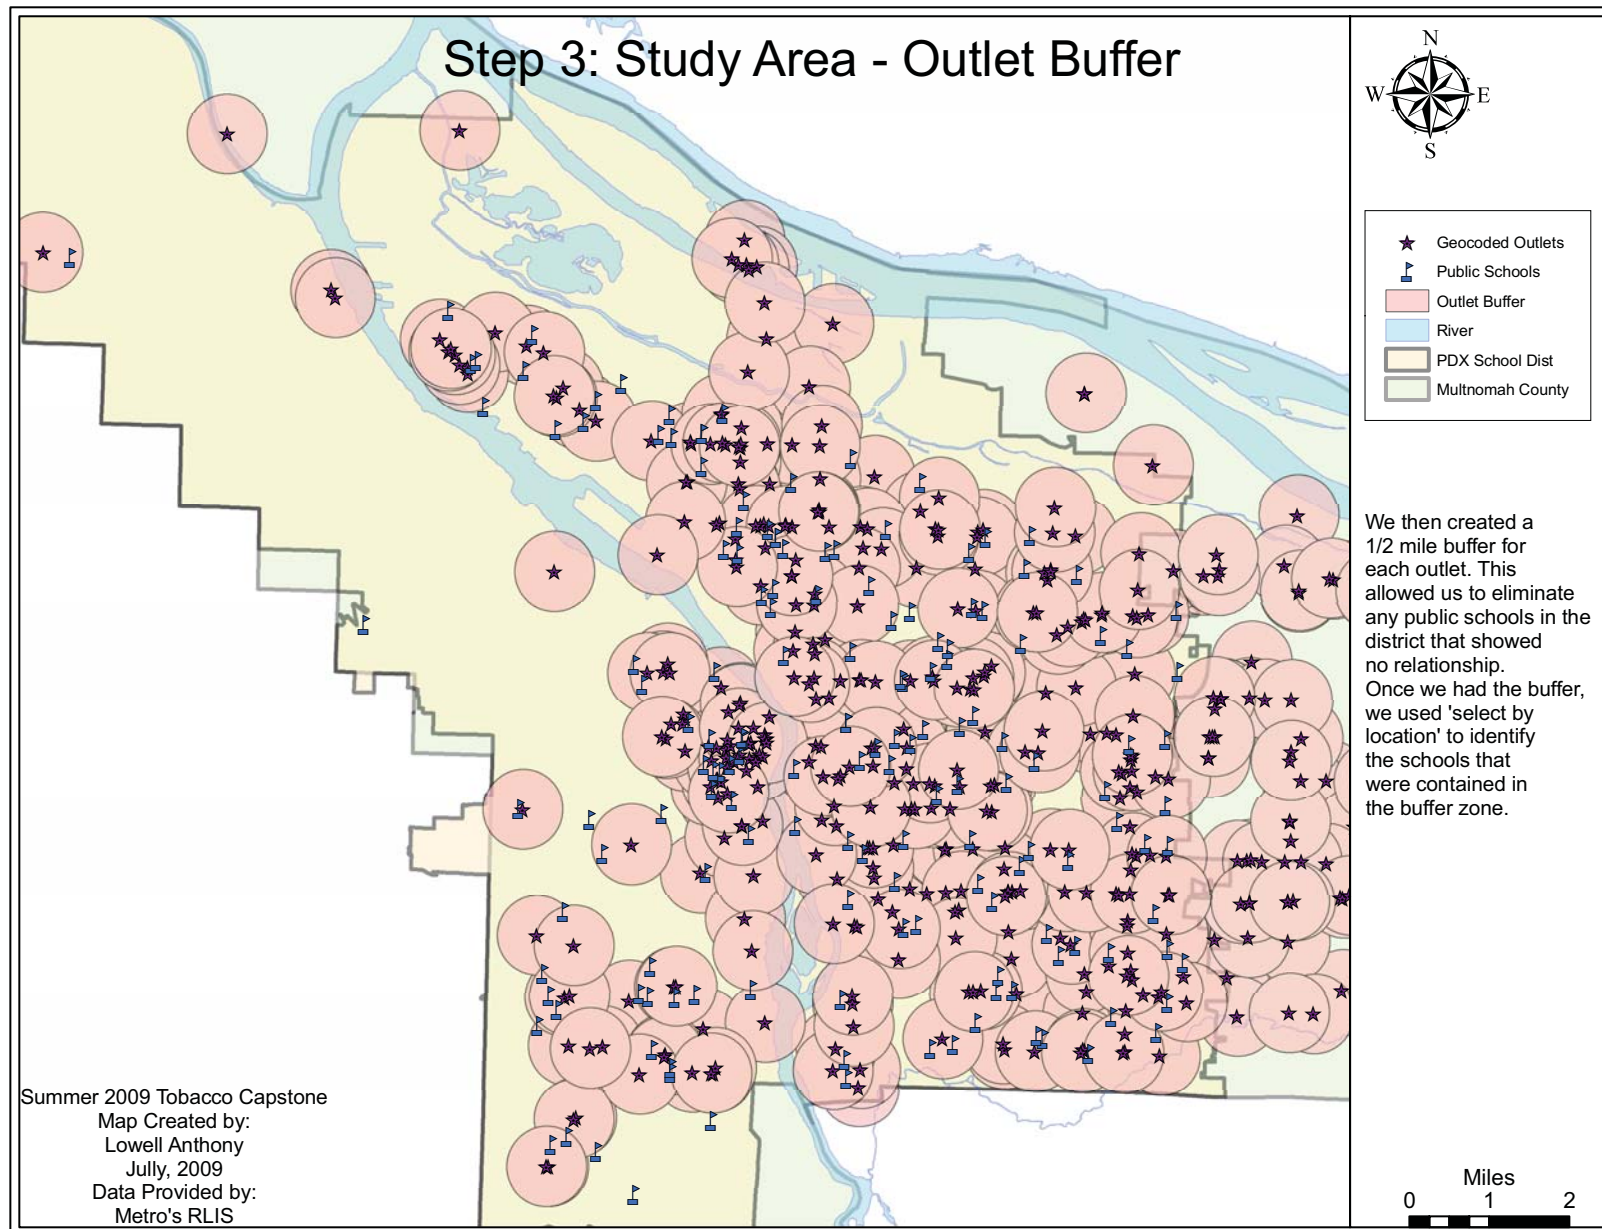 Step 3: Study Area - Outlet Buffer
N
W
E
S
Geocoded Outlets
Public Schools
Outlet Buffer
River
PDX School Dist
Multnomah County
We then created a
1/2 mile buffer for
each outlet. This
allowed us to eliminate
any public schools in the
district that showed
no relationship.
Once we had the buffer,
we used 'select by
location' to identify
the schools that
were contained in
the buffer zone.
Summer 2009 Tobacco Capstone
Map Created by:
Lowell Anthony
Jully, 2009
Data Provided by:
Metro's RLIS
Miles
0 1 2